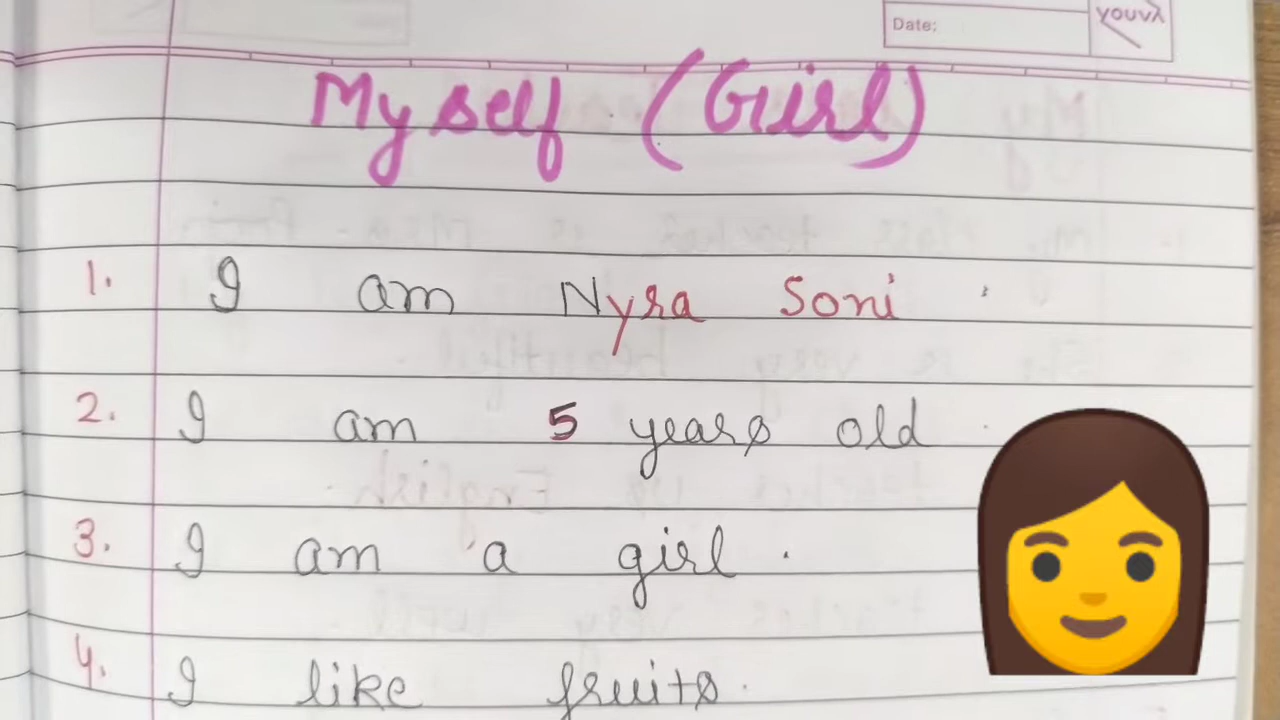 Date:
youva
My self (Girl)
1. I am Nyra Soni .
2. I am 5 years old .
3. I am a girl .
4. I like fruits .